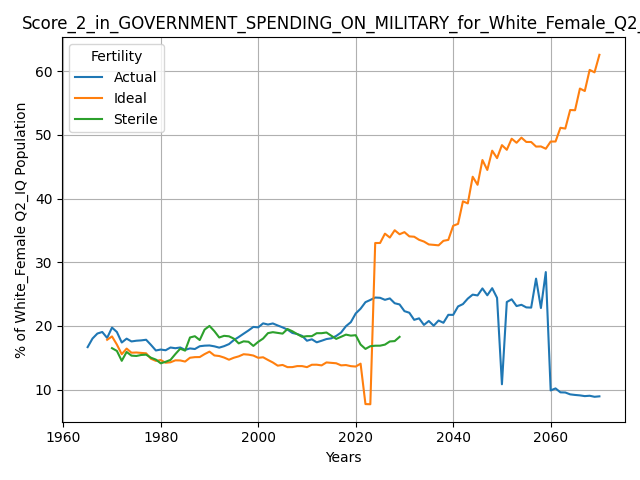 Score_2_in_GOVERNMENT_SPENDING_ON_MILITARY_for_White_Female_Q2_
Fertility
Actual
Ideal
Sterile
% of White_Female Q2_IQ Population
60
50
40
30
20
10
1960 1980 2000 2020 2040 2060
Years